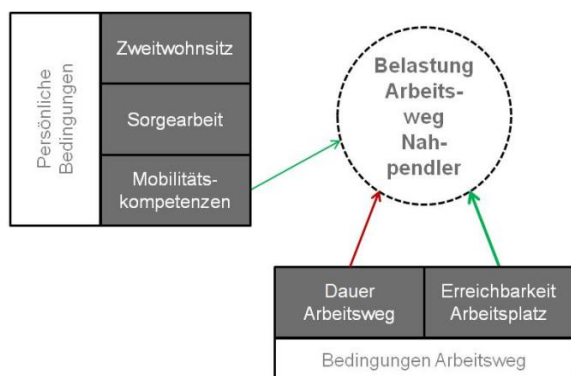 Persönliche
Bedingungen
Zweitwohnsitz
Sorgearbeit
Mobilitäts-
kompetenzen
Belastung
Arbeits-
weg
Nah-
pendler
Dauer
Arbeitsweg
Erreichbarkeit
Arbeitsplatz
Bedingungen Arbeitsweg